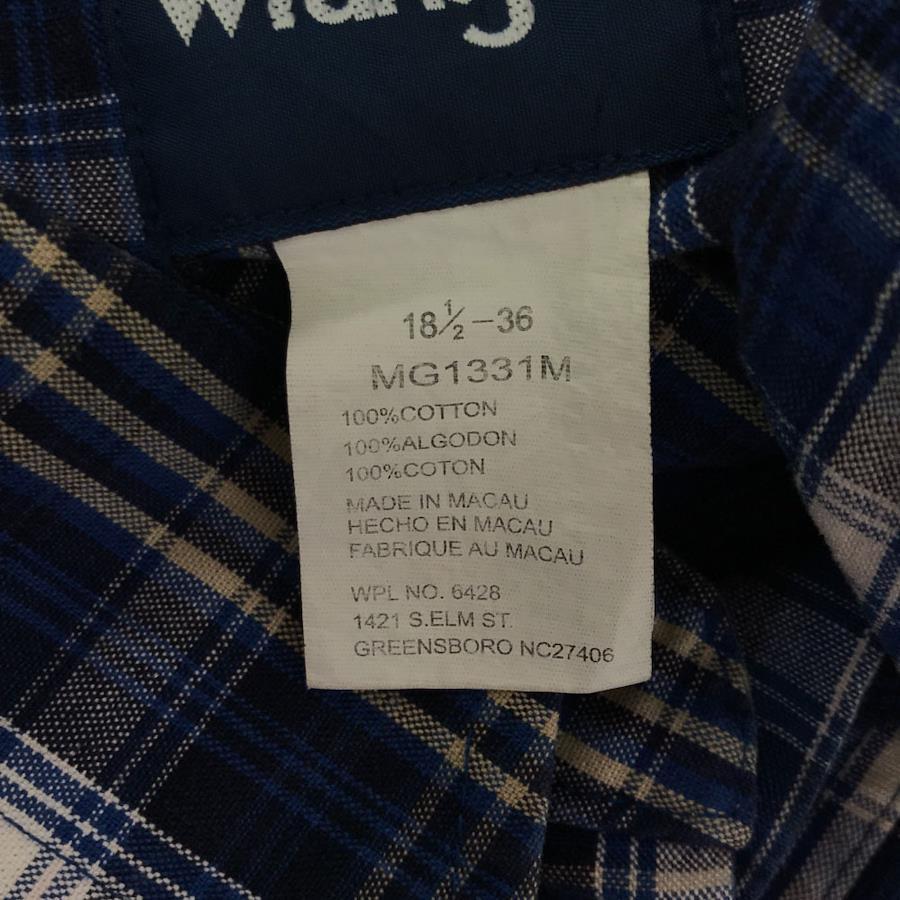 Wrang
18½-36
MG1331M
100%COTTON
100%ALGODON
100%COTON
MADE IN MACAU
HECHO EN MACAU
FABRIQUE AU MACAU
WPL NO. 6428
1421 S.ELM ST.
GREENSBORO NC27406